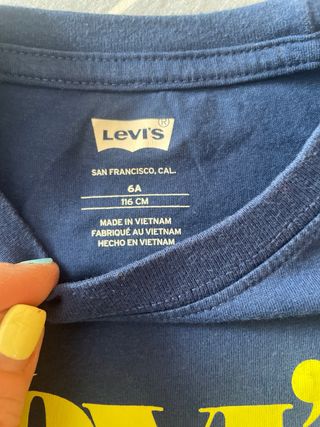 Levi's®
SAN FRANCISCO, CAL.
6A
116 CM
MADE IN VIETNAM
FABRIQUÉ AU VIETNAM
HECHO EN VIETNAM